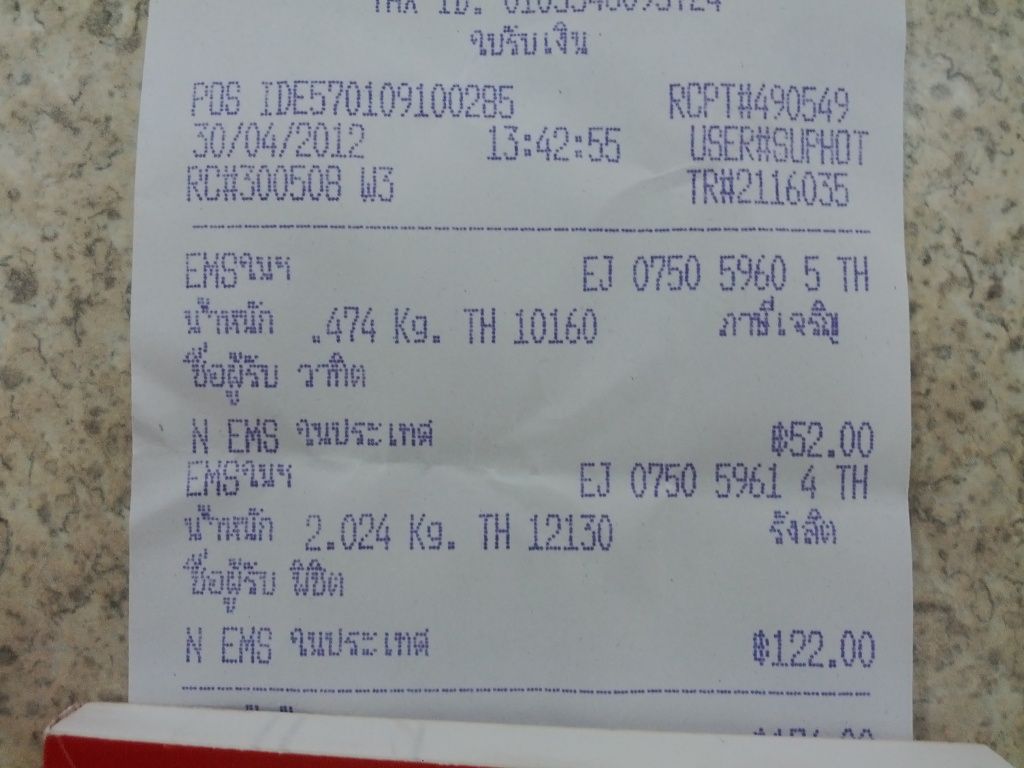 TAX ID.
ใบรับเงิน
POS IDE570109100285 RCPT#490549
30/04/2012 13:42:55 USER#SUPHOT
RC#300508 W3 TR#2116035
EMSในฯ EJ 0750 5960 5 TH
น้ำหนัก .474 Kg. TH 10160 ภาษีเจริญ
ชื่อผู้รับ วาทิต
N EMS ในประเทศ ฿52.00
EMSในฯ EJ 0750 5961 4 TH
น้ำหนัก 2.024 Kg. TH 12130 รังสิต
ชื่อผู้รับ พิชิต
N EMS ในประเทศ ฿122.00